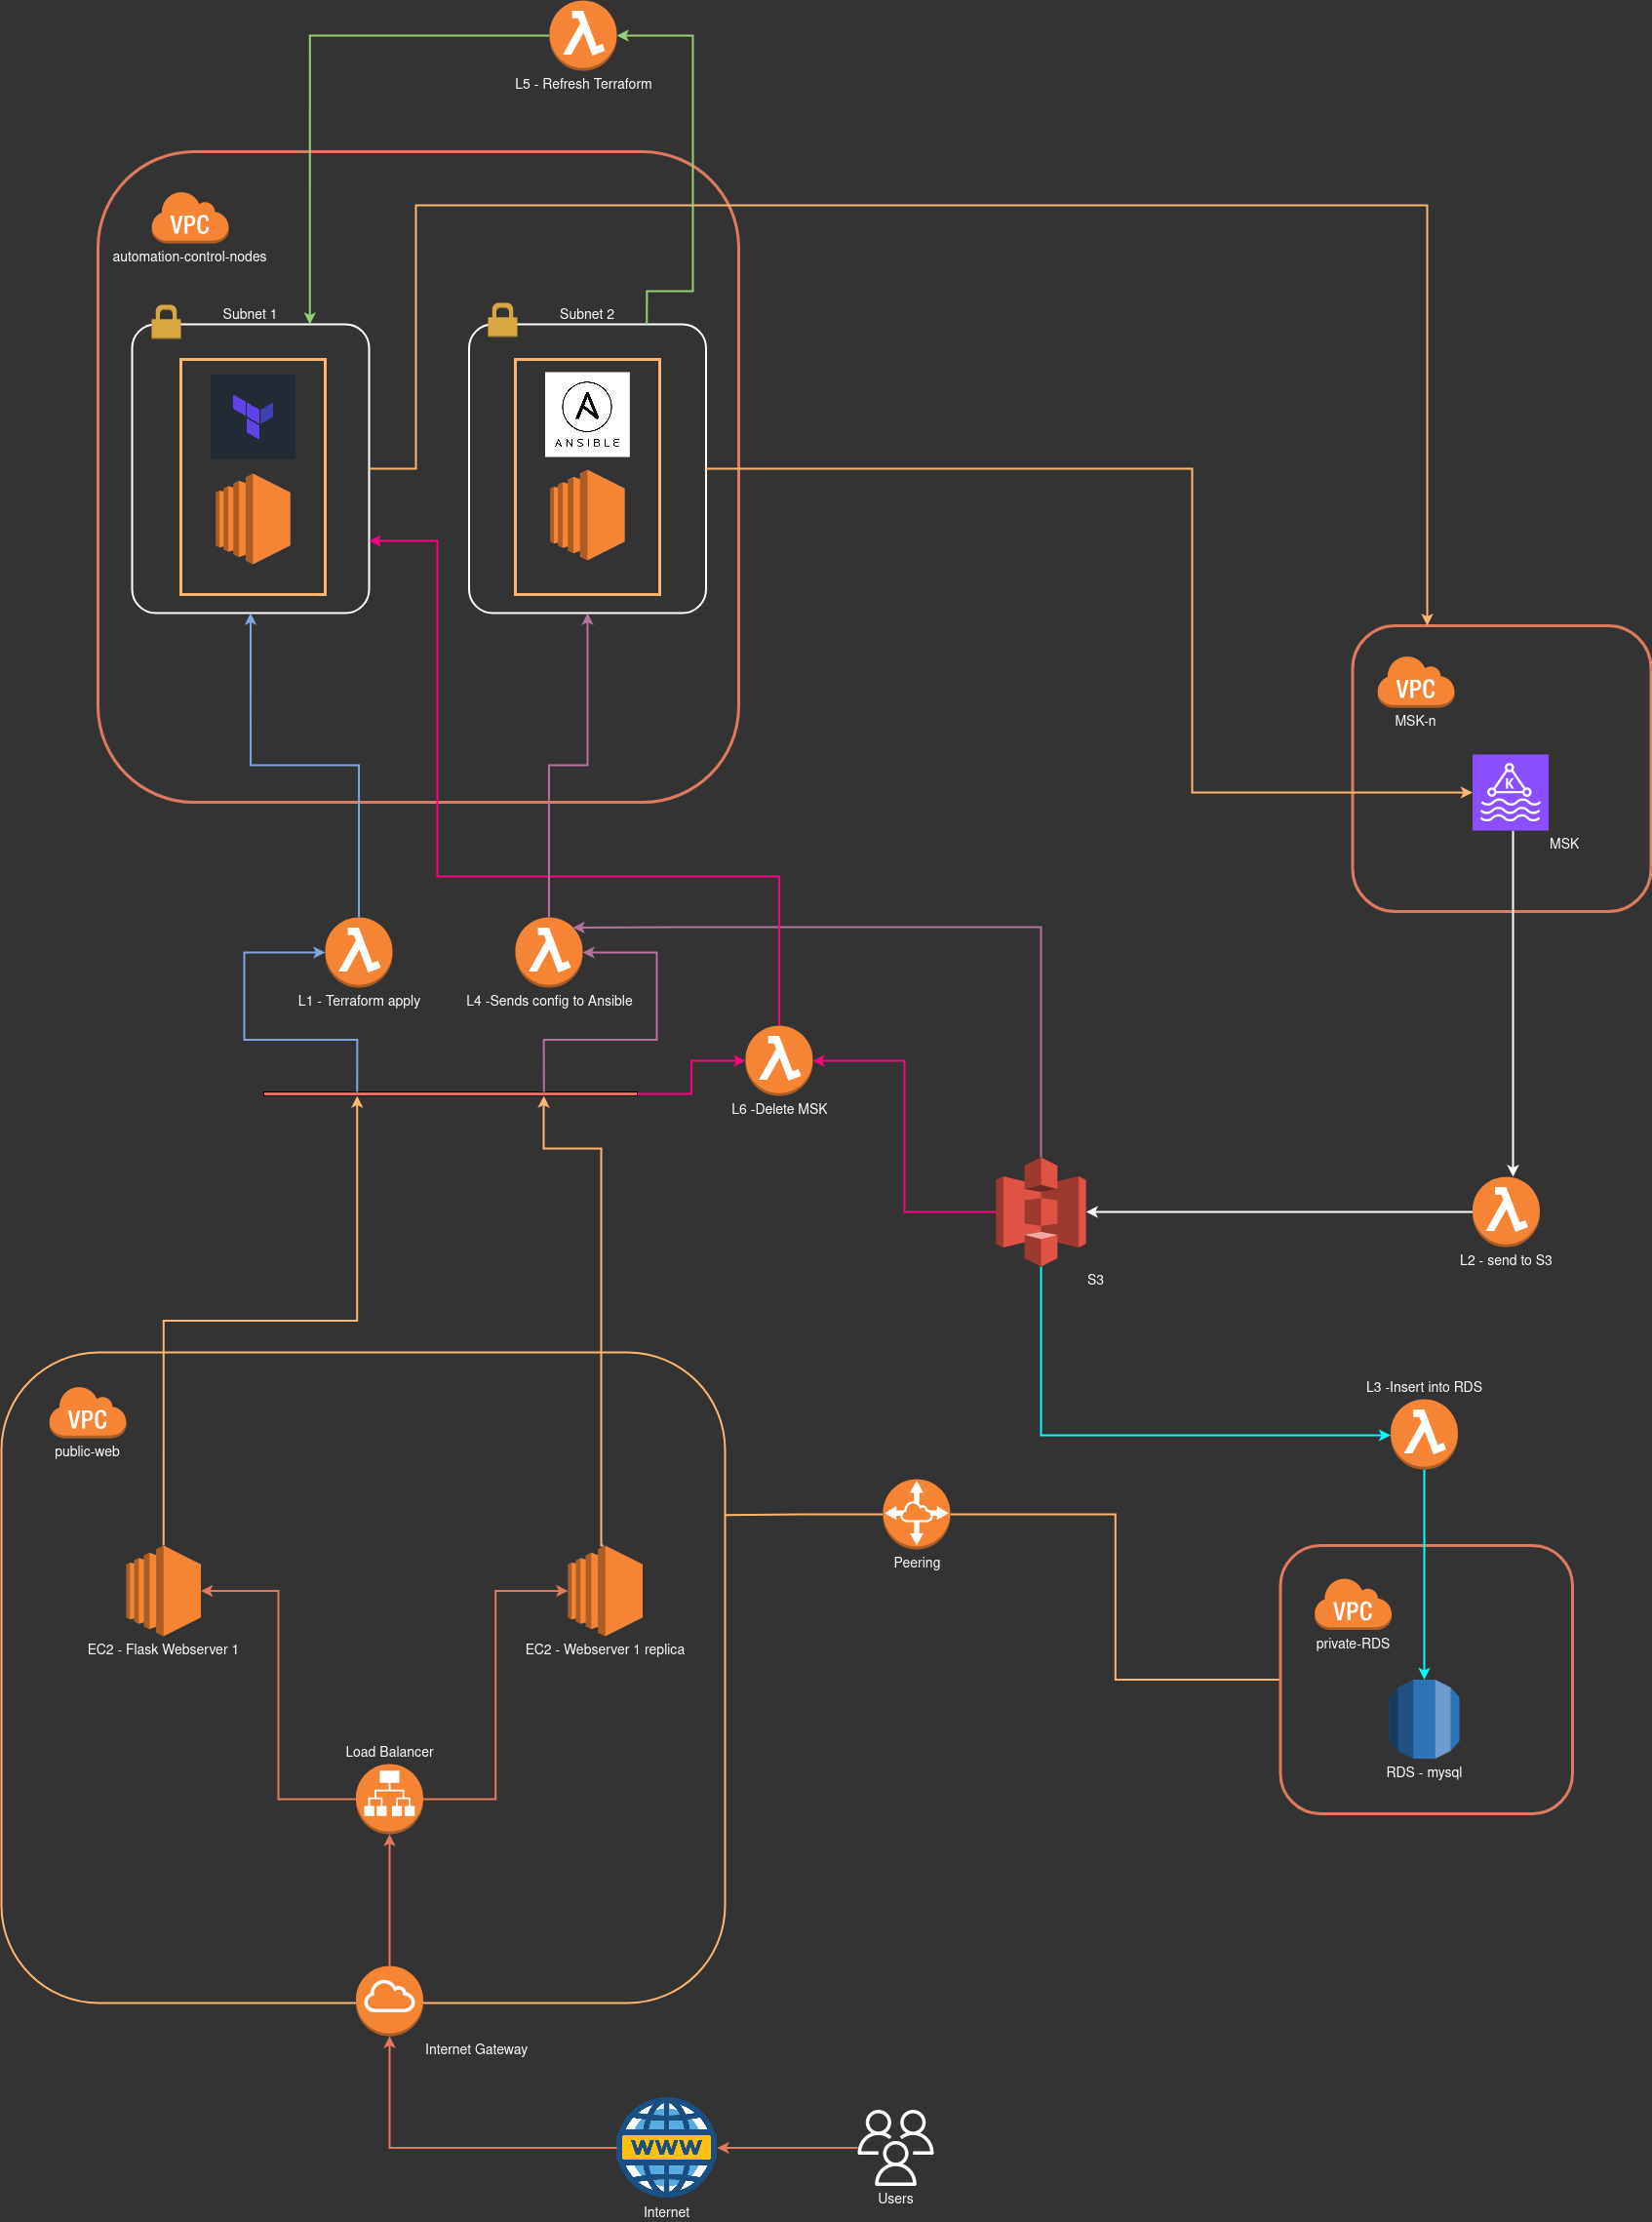 L5 - Refresh Terraform
VPC
automation-control-nodes
Subnet 1
Subnet 2
ANSIBLE
VPC
MSK-n
K
MSK
L1 - Terraform apply
L4 -Sends config to Ansible
L6 -Delete MSK
S3
L2 - send to S3
L3 -Insert into RDS
VPC
public-web
Peering
VPC
private-RDS
EC2 - Flask Webserver 1
EC2 - Webserver 1 replica
Load Balancer
RDS - mysql
Internet Gateway
WWW
Internet
Users